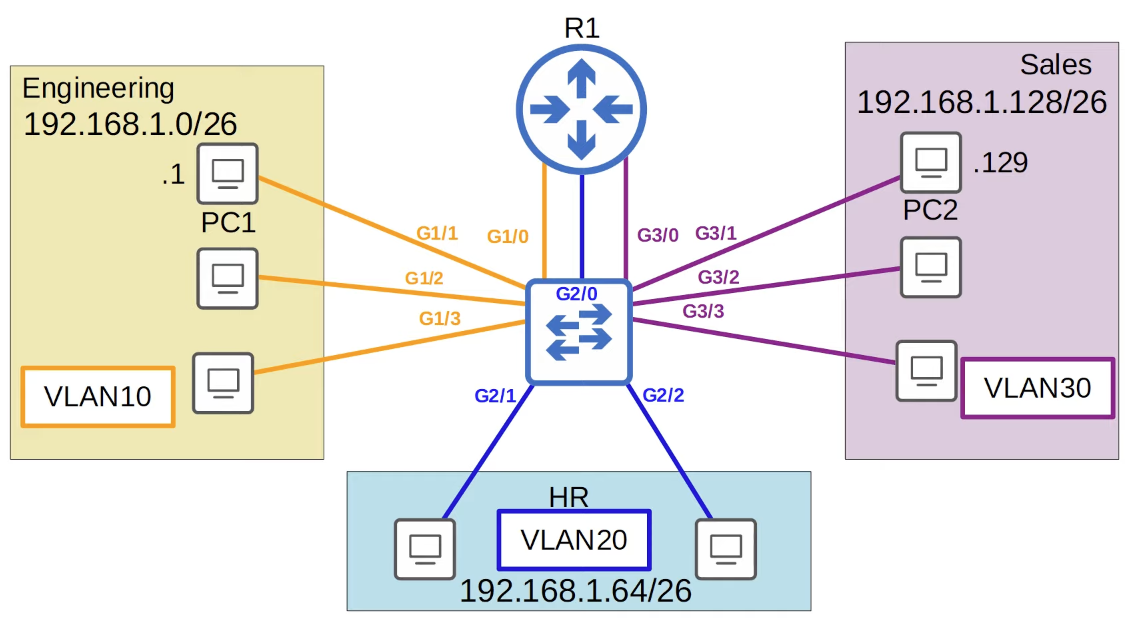 R1
Engineering
192.168.1.0/26
.1
PC1
VLAN10
G1/1
G1/0
G1/2
G1/3
G2/0
G3/0
G3/1
G3/2
G3/3
G2/1
G2/2
Sales
192.168.1.128/26
.129
PC2
VLAN30
HR
VLAN20
192.168.1.64/26